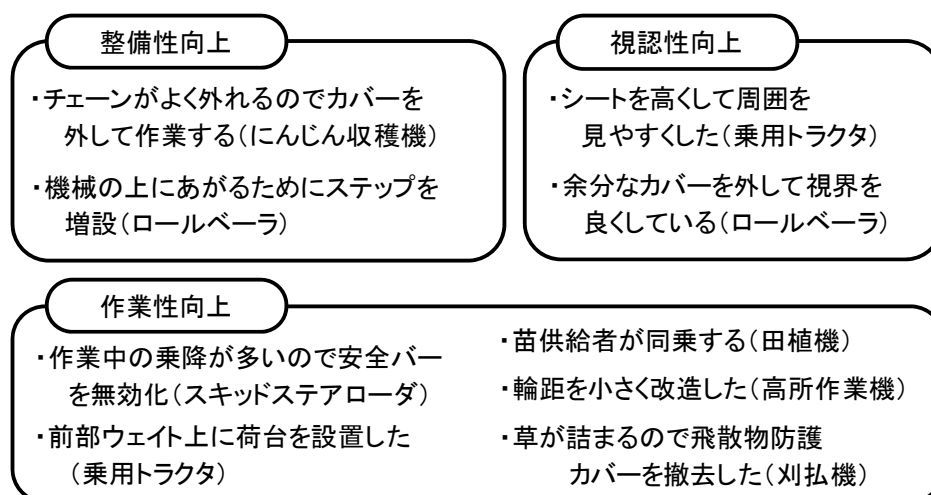 整備性向上
・チェーンがよく外れるのでカバーを
外して作業する(にんじん収穫機)
・機械の上にあがるためにステップを
増設(ロールベーラ)
視認性向上
・シートを高くして周囲を
見やすくした(乗用トラクタ)
・余分なカバーを外して視界を
良くしている(ロールベーラ)
作業性向上
・作業中の乗降が多いので安全バー
を無効化(スキッドステアローダ)
・前部ウェイト上に荷台を設置した
(乗用トラクタ)
・苗供給者が同乗する(田植機)
・輪距を小さく改造した(高所作業機)
・草が詰まるので飛散物防護
カバーを撤去した(刈払機)